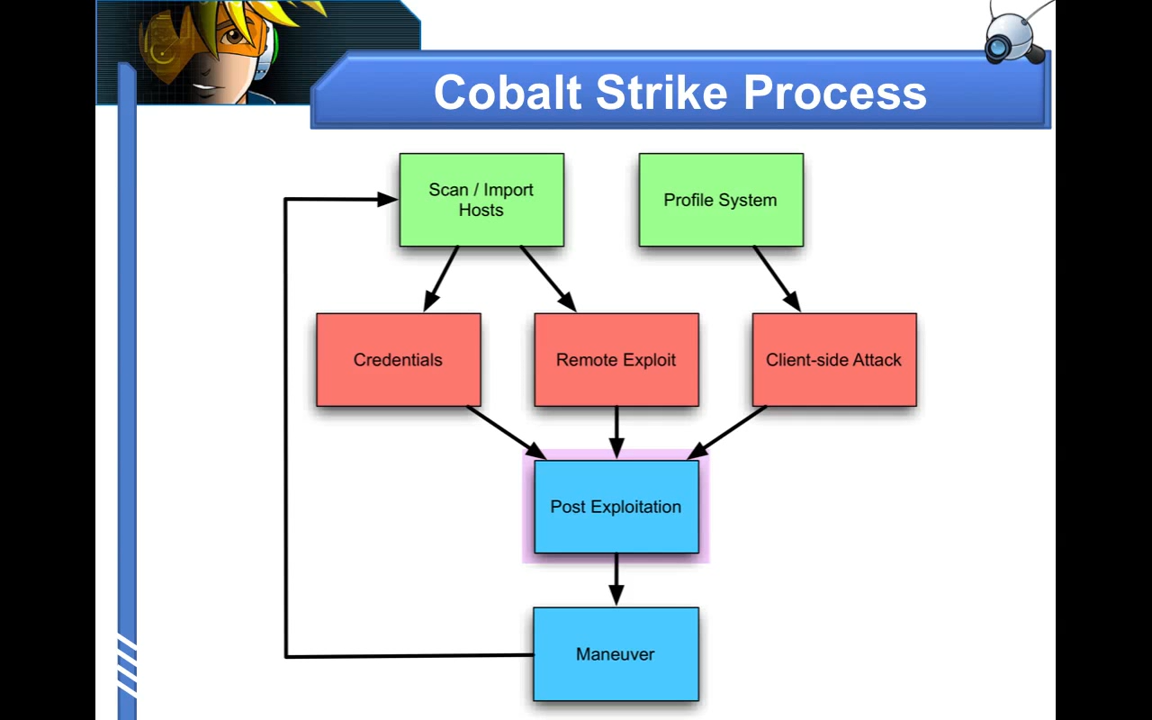 Cobalt Strike Process
Scan / Import
Hosts
Profile System
Credentials
Remote Exploit
Client-side Attack
Post Exploitation
Maneuver